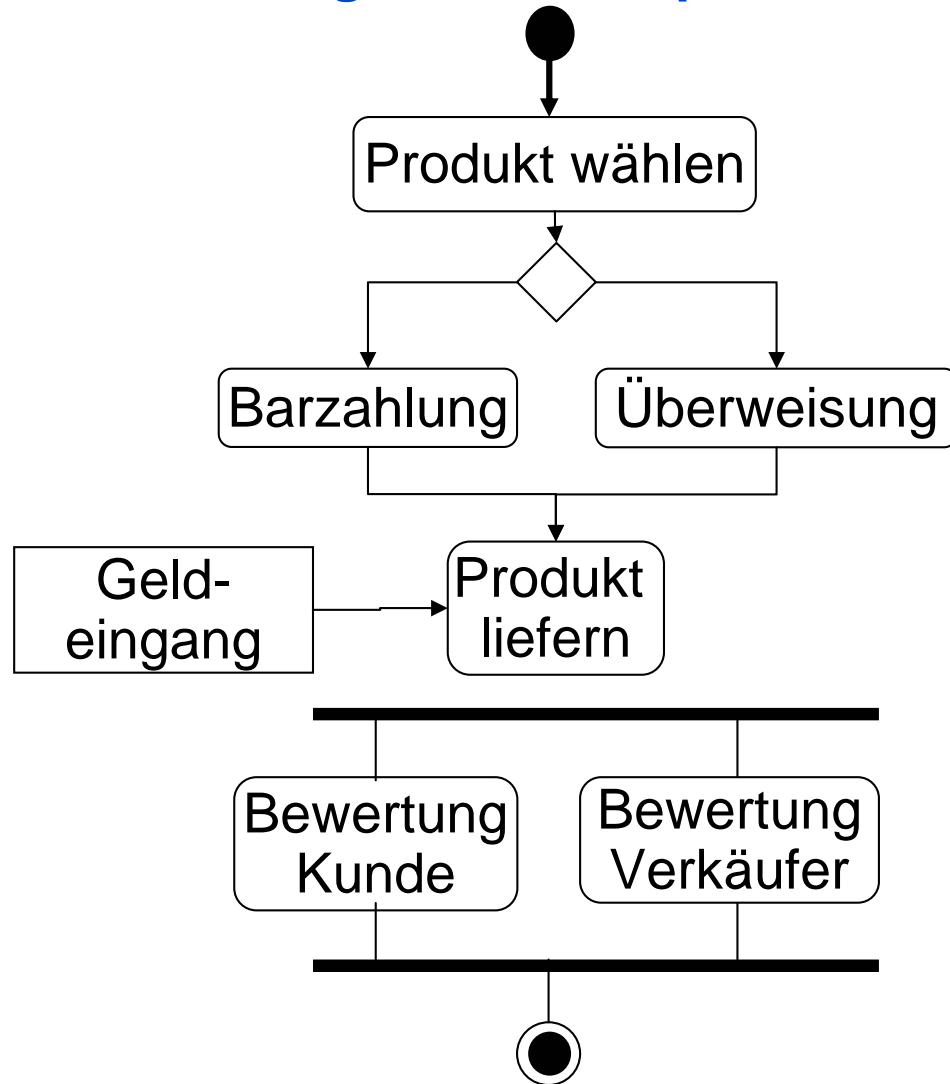 Produkt wählen
Barzahlung
Überweisung
Geld-
eingang
Produkt
liefern
Bewertung
Kunde
Bewertung
Verkäufer